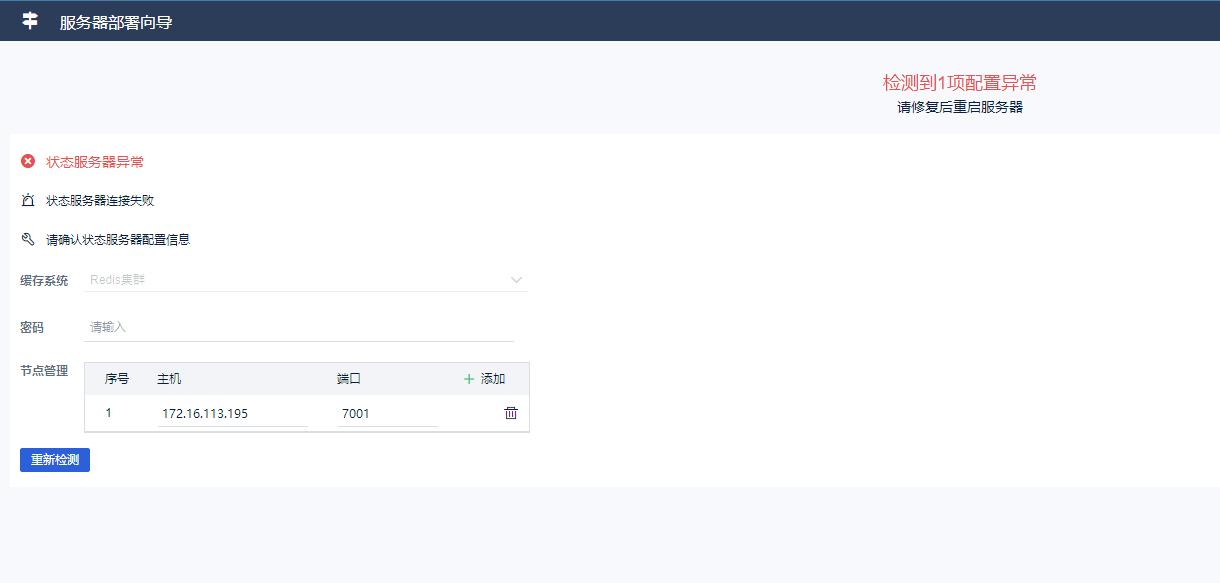 服务器部署向导
检测到1项配置异常
请修复后重启服务器
状态服务器异常
状态服务器连接失败
请确认状态服务器配置信息
缓存系统 Redis集群
密码 请输入
节点管理 序号 主机 端口 + 添加
1 172.16.113.195 7001
重新检测